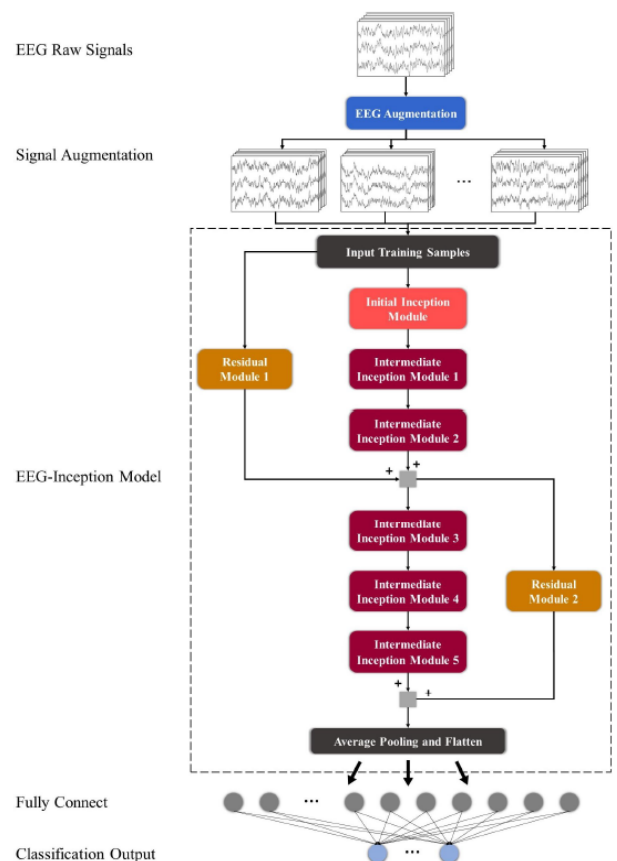 EEG Raw Signals
EEG Augmentation
Signal Augmentation
...
Input Training Samples
Initial Inception
Module
Residual
Module 1
Intermediate
Inception Module 1
Intermediate
Inception Module 2
+
+
EEG-Inception Model
Intermediate
Inception Module 3
Intermediate
Inception Module 4
Residual
Module 2
Intermediate
Inception Module 5
+
+
Average Pooling and Flatten
Fully Connect
...
Classification Output
...